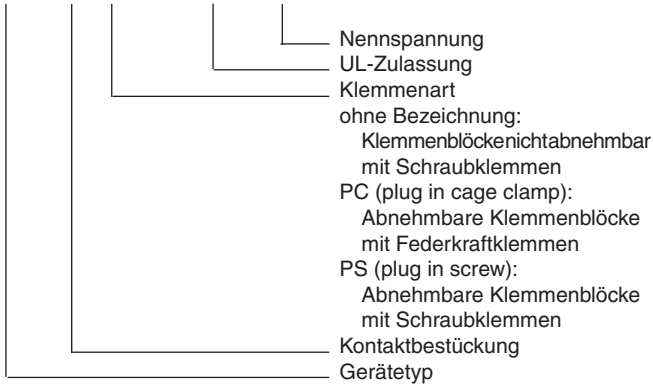 Nennspannung
UL-Zulassung
Klemmenart
ohne Bezeichnung:
Klemmenblöckenichtabnehmbar
mit Schraubklemmen
PC (plug in cage clamp):
Abnehmbare Klemmenblöcke
mit Federkraftklemmen
PS (plug in screw):
Abnehmbare Klemmenblöcke
mit Schraubklemmen
Kontaktbestückung
Gerätetyp